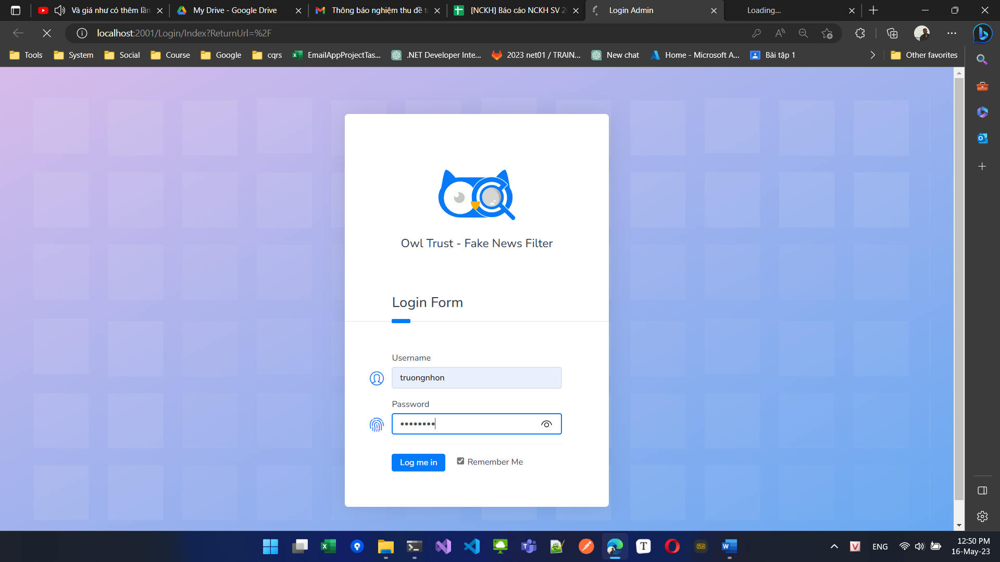 Và giá như có thêm lần
My Drive - Google Drive
Thông báo nghiệm thu đề t
[NCKH] Báo cáo NCKH SV 2
Login Admin
Loading...
localhost:2001/Login/Index?ReturnUrl=%2F
Tools
System
Social
Course
Google
cqrs
EmailAppProjectTas...
.NET Developer Inte...
2023 net01 / TRAIN...
New chat
Home - Microsoft A...
Bài tập 1
Other favorites
Owl Trust - Fake News Filter
Login Form
Username
truongnhon
Password
••••••••
Log me in
Remember Me
ENG
12:50 PM
16-May-23